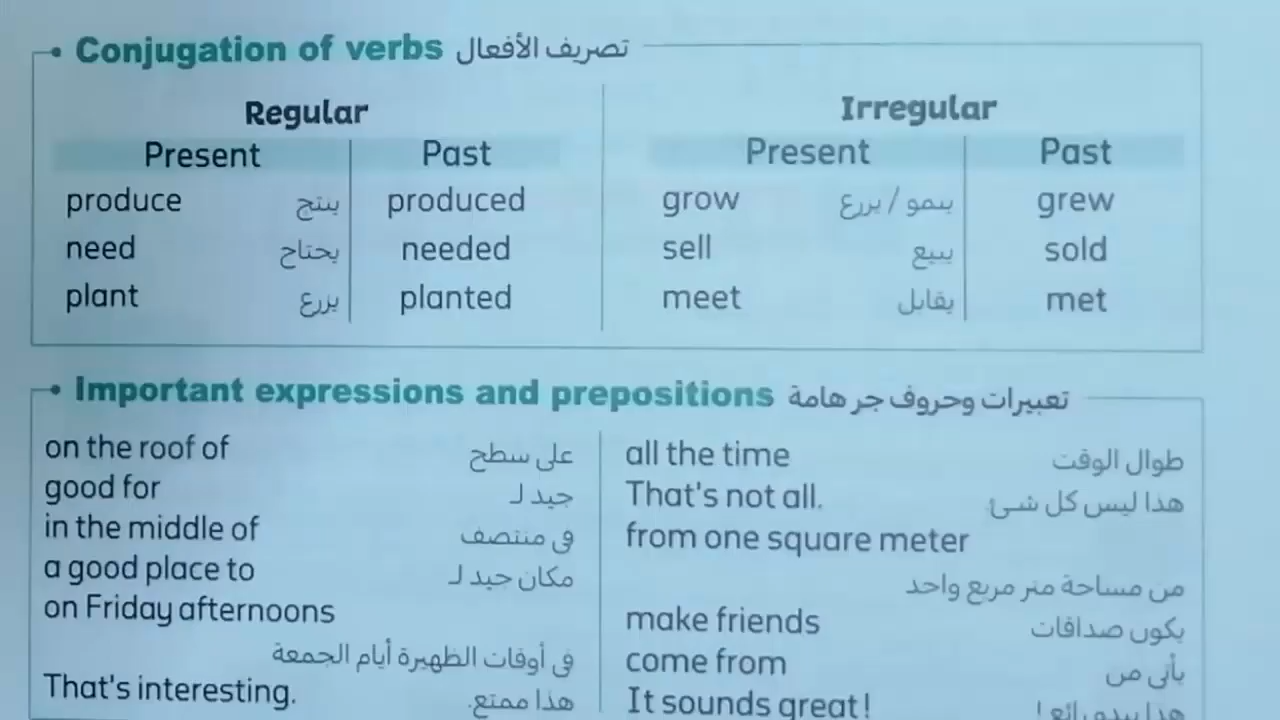 • Conjugation of verbs تصريف الأفعال
Regular
Present Past
produce ينتج produced
need يحتاج needed
plant يزرع planted
Irregular
Present Past
grow ينمو / يزرع grew
sell يبيع sold
meet يقابل met
• Important expressions and prepositions تعبيرات وحروف جر هامة
on the roof of على سطح
good for جيد لـ
in the middle of فى منتصف
a good place to مكان جيد لـ
on Friday afternoons
فى أوقات الظهيرة أيام الجمعة
That's interesting. هذا ممتع.
all the time طوال الوقت
That's not all. هذا ليس كل شئ.
from one square meter
من مساحة متر مربع واحد
make friends يكون صداقات
come from يأتى من
It sounds great! هذا يبدو رائع!